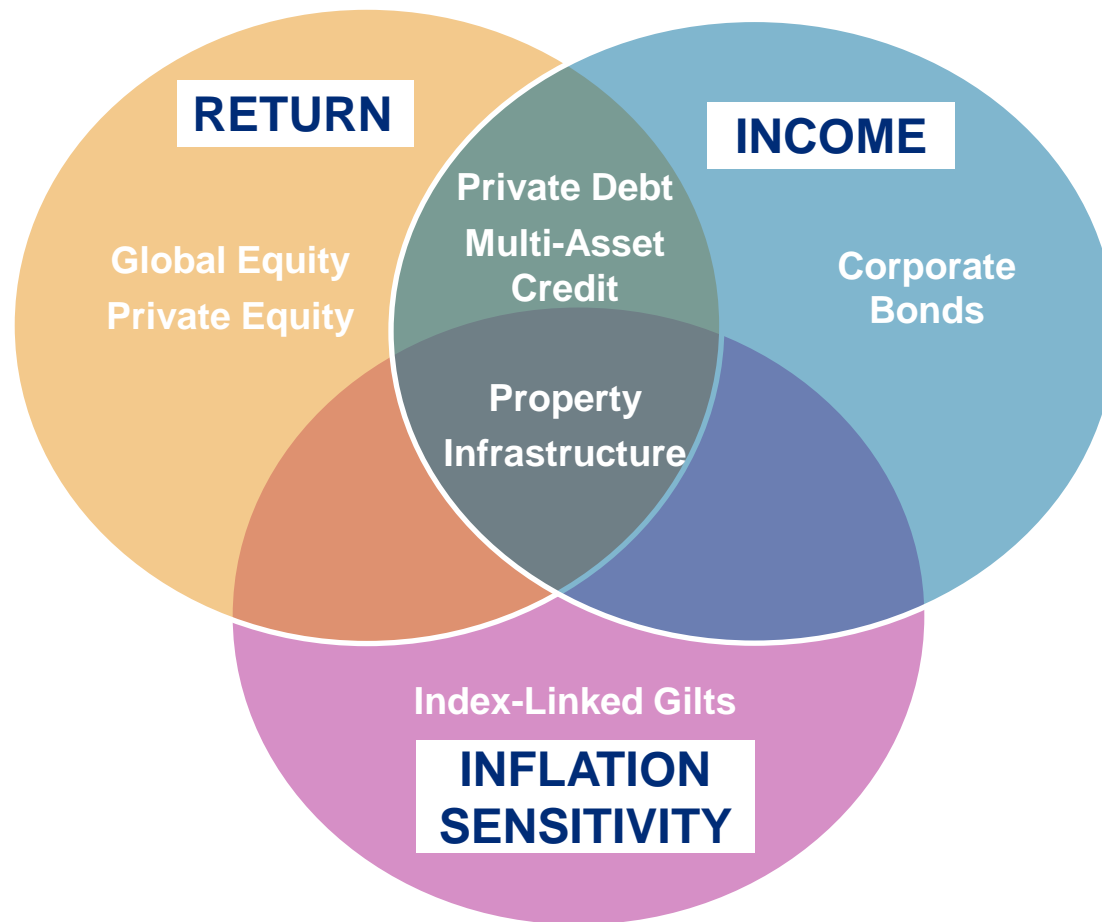 RETURN
INCOME
Private Debt
Multi-Asset
Credit
Global Equity
Private Equity
Corporate
Bonds
Property
Infrastructure
Index-Linked Gilts
INFLATION
SENSITIVITY